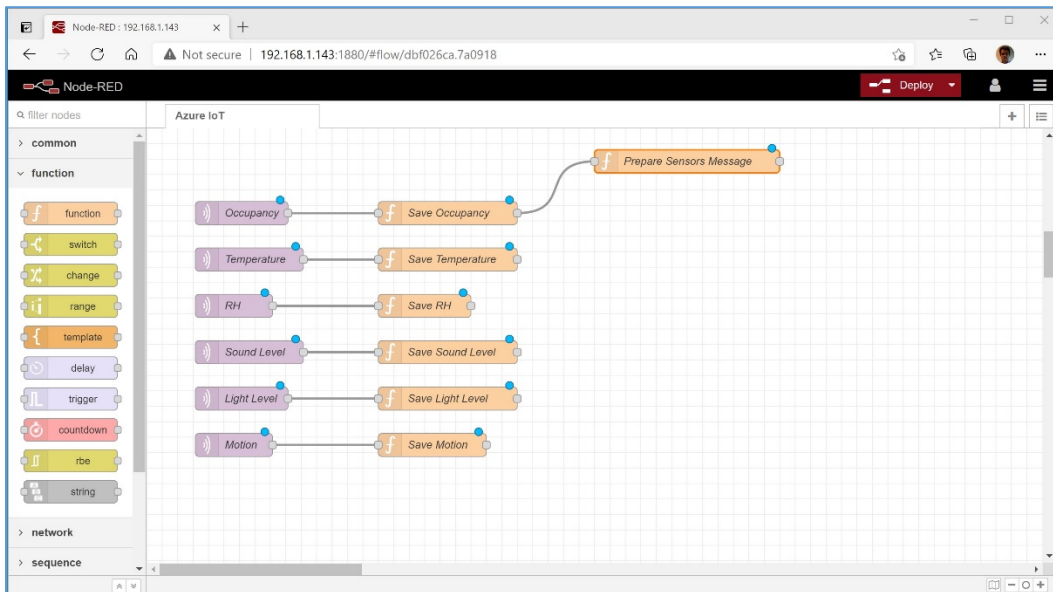 Node-RED : 192.168.1.143
Not secure | 192.168.1.143:1880/#flow/dbf026ca.7a0918
Node-RED
Deploy
filter nodes
Azure IoT
common
function
function
switch
change
range
template
delay
trigger
countdown
rbe
string
network
sequence
Prepare Sensors Message
Occupancy
Save Occupancy
Temperature
Save Temperature
RH
Save RH
Sound Level
Save Sound Level
Light Level
Save Light Level
Motion
Save Motion